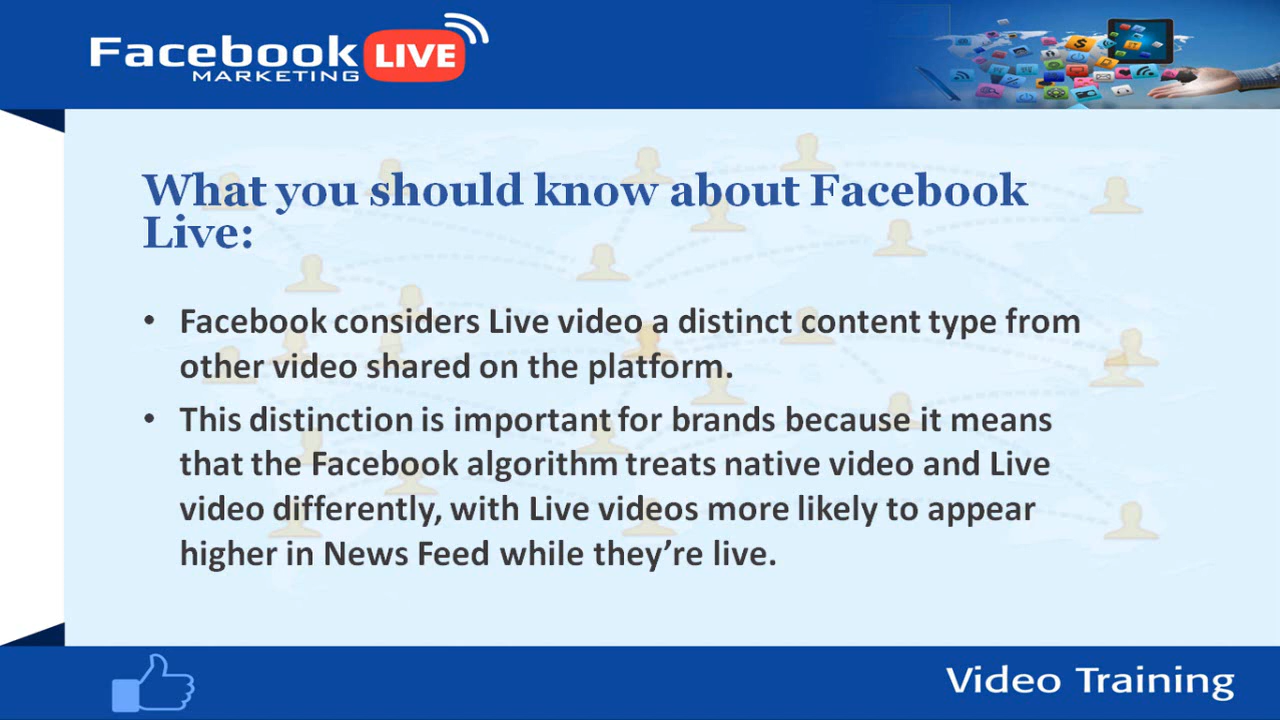 Facebook LIVE
MARKETING
What you should know about Facebook
Live:
• Facebook considers Live video a distinct content type from
other video shared on the platform.
• This distinction is important for brands because it means
that the Facebook algorithm treats native video and Live
video differently, with Live videos more likely to appear
higher in News Feed while they’re live.
Video Training